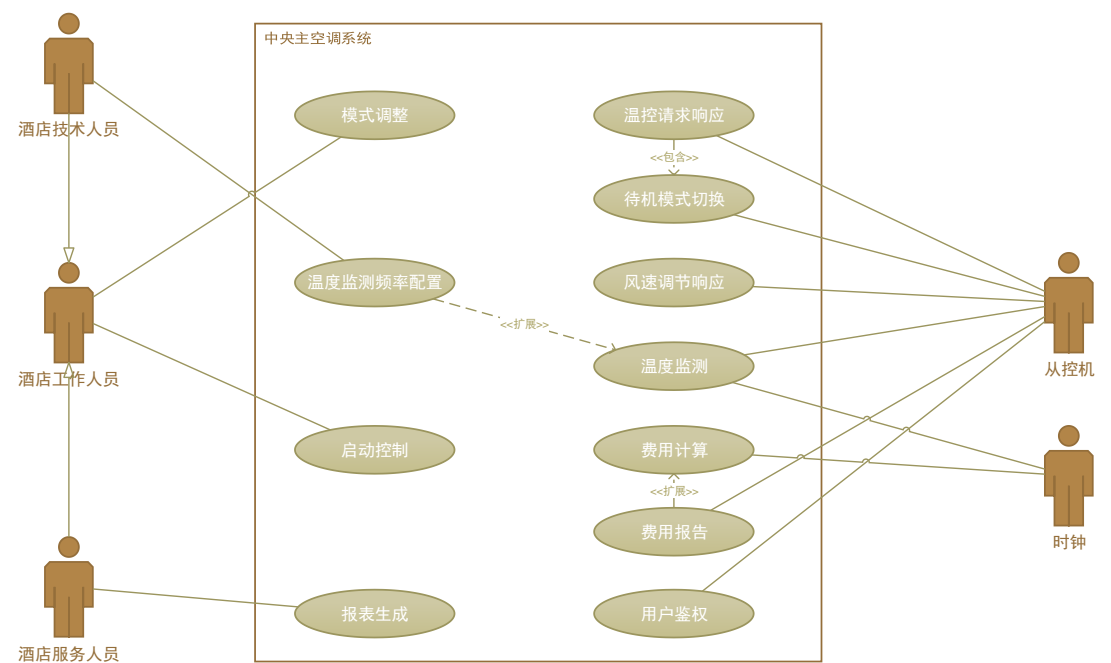 中央主空调系统
酒店技术人员
模式调整
温控请求响应
<<包含>>
待机模式切换
温度监测频率配置
风速调节响应
<<扩展>>
温度监测
从控机
酒店工作人员
启动控制
费用计算
<<扩展>>
费用报告
时钟
报表生成
用户鉴权
酒店服务人员